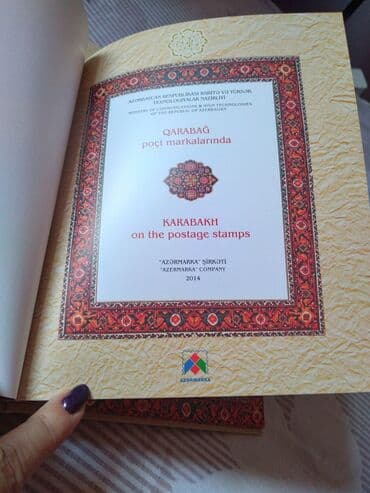 AZƏRBAYCAN RESPUBLİKASI RABİTƏ VƏ YÜKSƏK
TEXNOLOGİYALAR NAZİRLİYİ
MINISTRY OF COMMUNICATIONS & HIGH TECHNOLOGIES
OF THE REPUBLIC OF AZERBAIJAN
QARABAĞ
poçt markalarında
KARABAKH
on the postage stamps
"AZƏRMARKA" ŞİRKƏTİ
"AZERMARKA" COMPANY
2014
AZƏRMARKA